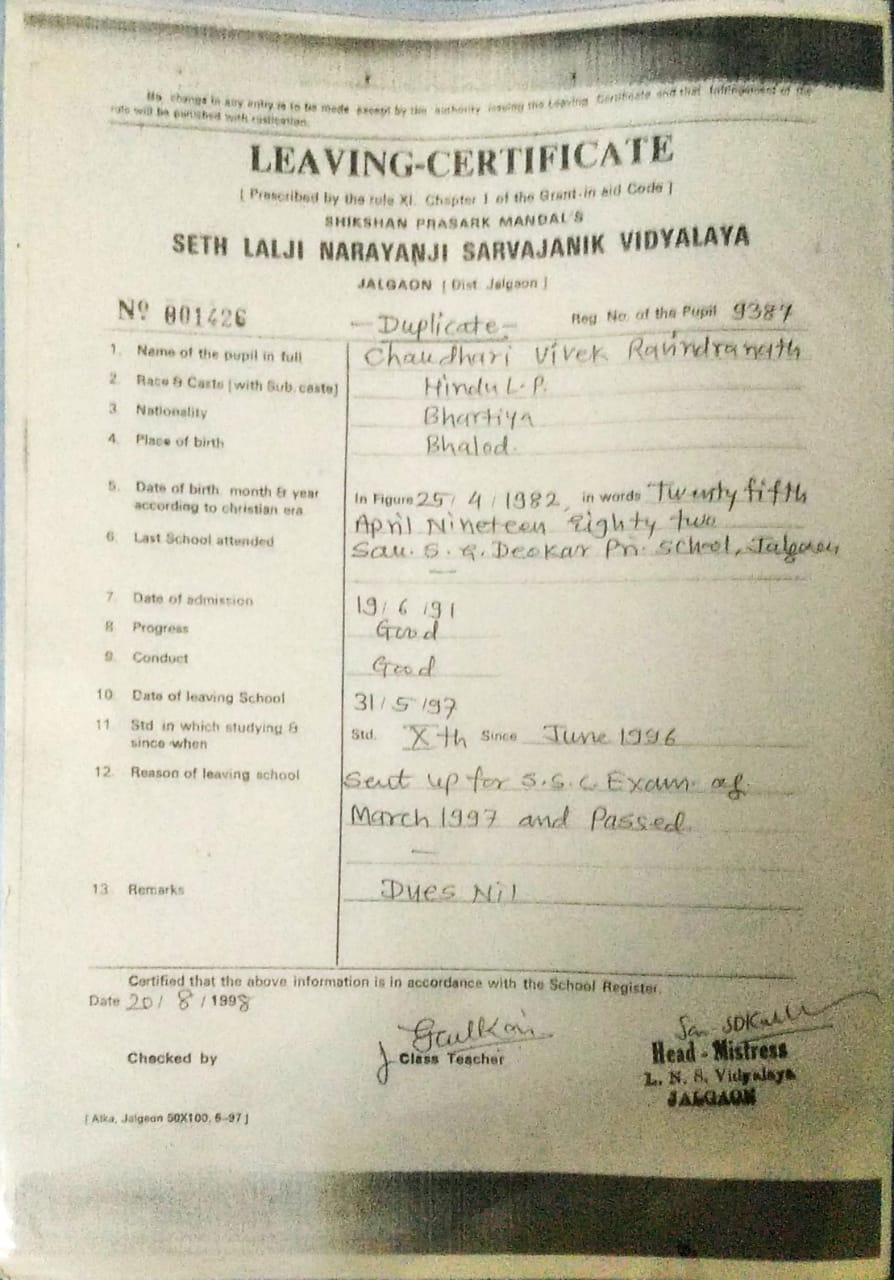 No change in any entry is to be made except by the authority issuing the Leaving Certificate and that infringement of the
rule will be punished with rustication.
LEAVING-CERTIFICATE
[ Prescribed by the rule XI. Chapter 1 of the Grant-in aid Code ]
SHIKSHAN PRASARK MANDAL'S
SETH LALJI NARAYANJI SARVAJANIK VIDYALAYA
JALGAON [ Dist. Jalgaon ]
Nº 001426 - Duplicate - Reg. No. of the Pupil 9387
1. Name of the pupil in full Chaudhari Vivek Ravindranath
2. Race & Caste [with Sub. caste] Hindu L.P.
3. Nationality Bhartiya
4. Place of birth Bhalod.
5. Date of birth month & year according to christian era In Figure 25/4/1982, in words Twenty fifth
April Nineteen Eighty two
6. Last School attended Sau. S. G. Deokar Pri. School, Jalgaon
7. Date of admission 19/6/91
8. Progress Good
9. Conduct Good
10. Date of leaving School 31/5/97
11. Std in which studying & since when Std. Xth Since June 1996
12. Reason of leaving school Sent up for S.S.C Exam. of
March 1997 and Passed.
13. Remarks Dues Nil
Certified that the above information is in accordance with the School Register.
Date 20/8/1998
Checked by Class Teacher Head - Mistress
L. N. S. Vidyalaya
JALGAON
[ Alka, Jalgaon 50X100, 6-97 ]